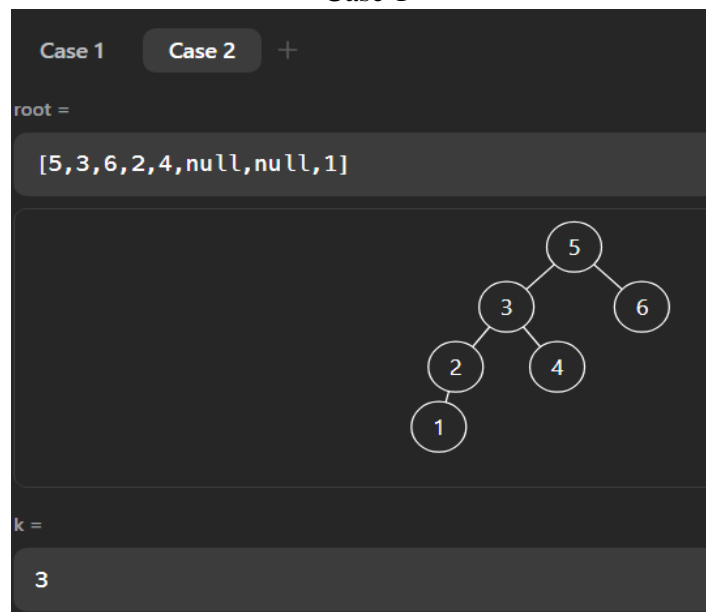 Case 1 Case 2 +
root =
[5,3,6,2,4,null,null,1]
5
3 6
2 4
1
k =
3